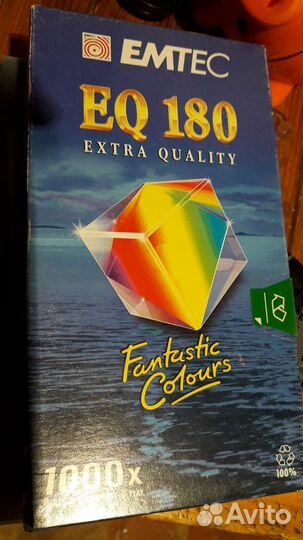 EMTEC
EQ 180
EXTRA QUALITY
Fantastic
Colours
1000x
100%
Avito